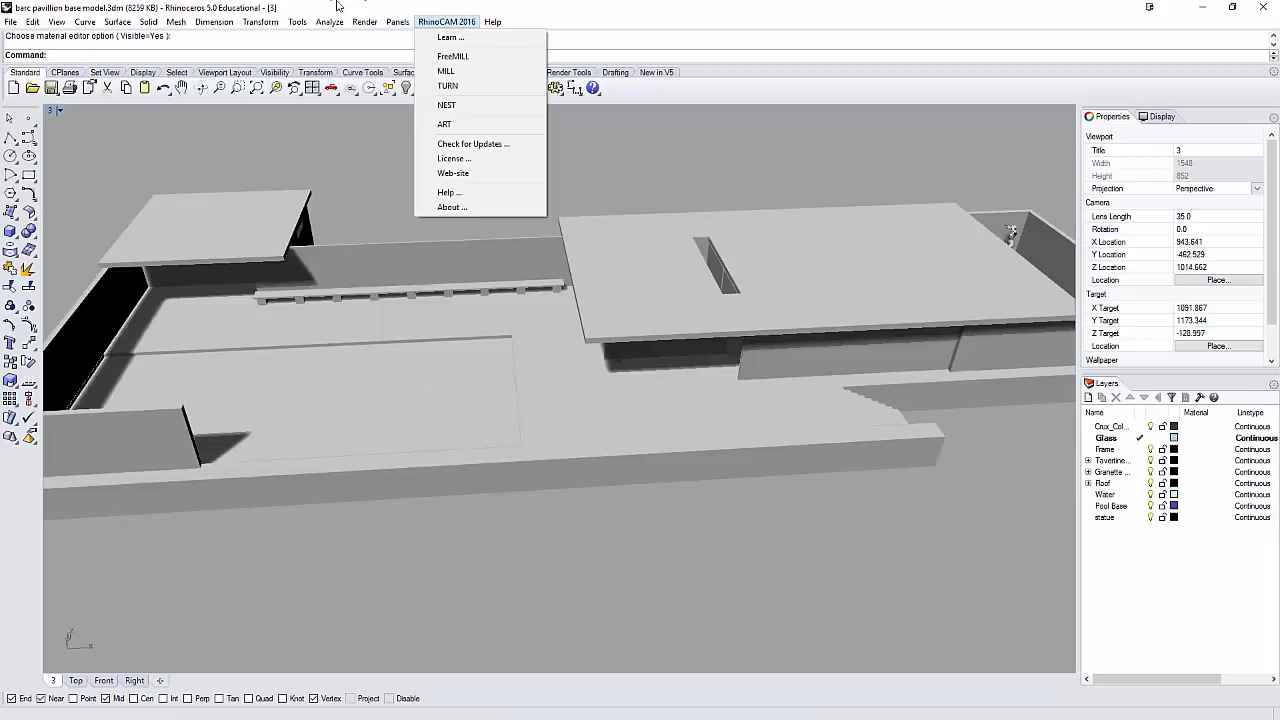 barc pavillion base model.3dm (8259 KB) - Rhinoceros 5.0 Educational - [3]
File Edit View Curve Surface Solid Mesh Dimension Transform Tools Analyze Render Panels RhinoCAM 2016 Help
Choose material editor option ( Visible=Yes ):
Command:
Standard CPlanes Set View Display Select Viewport Layout Visibility Transform Curve Tools Surfac Render Tools Drafting New in V5
Learn ...
FreeMILL
MILL
TURN
NEST
ART
Check for Updates ...
License ...
Web-site
Help ...
About ...
3
z
x
Properties Display
Viewport
Title 3
Width 1548
Height 852
Projection Perspective
Camera
Lens Length 35.0
Rotation 0.0
X Location 943.641
Y Location -462.529
Z Location 1014.662
Location Place...
Target
X Target 1091.867
Y Target 1173.344
Z Target -128.997
Location Place...
Wallpaper
Layers
Name Material Linetype
Crux_Col... Continuous
Glass Continuous
Frame Continuous
Tavertine... Continuous
Granette ... Continuous
Roof Continuous
Water Continuous
Pool Base Continuous
statue Continuous
3 Top Front Right
End Near Point Mid Cen Int Perp Tan Quad Knot Vertex Project Disable